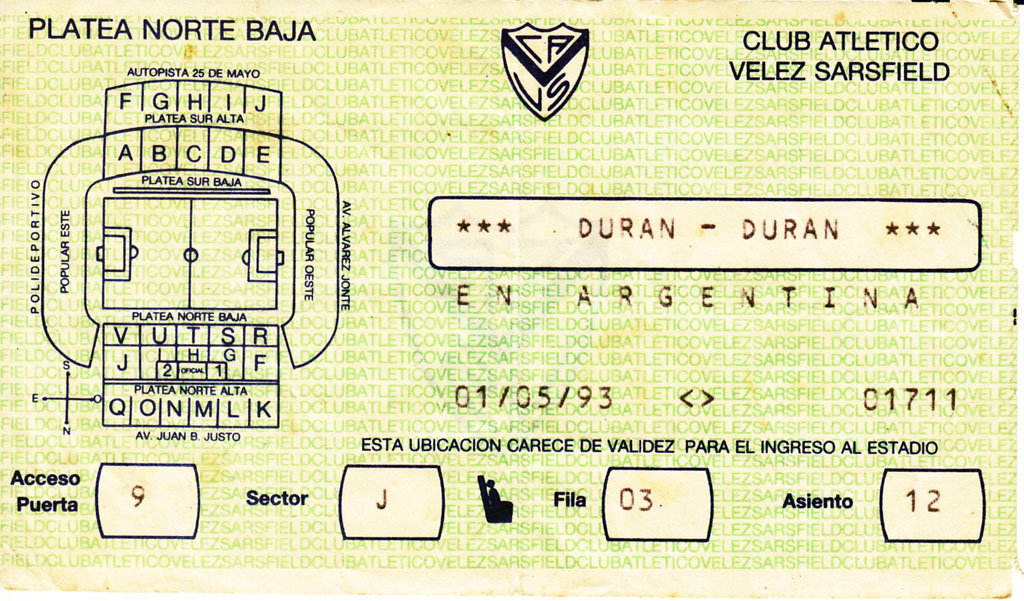 PLATEA NORTE BAJA
CLUB ATLETICO
VELEZ SARSFIELD
CAVS
AUTOPISTA 25 DE MAYO
F G H I J
PLATEA SUR ALTA
A B C D E
PLATEA SUR BAJA
POLIDEPORTIVO
POPULAR ESTE
POPULAR OESTE
AV. ALVAREZ JONTE
PLATEA NORTE BAJA
V U T S R
J I H G F
2 OFICIAL 1
PLATEA NORTE ALTA
Q O N M L K
AV. JUAN B. JUSTO
S
E O
N
*** DURAN - DURAN ***
EN ARGENTINA
01/05/93 <> 01711
ESTA UBICACION CARECE DE VALIDEZ PARA EL INGRESO AL ESTADIO
Acceso
Puerta 9 Sector J Fila 03 Asiento 12